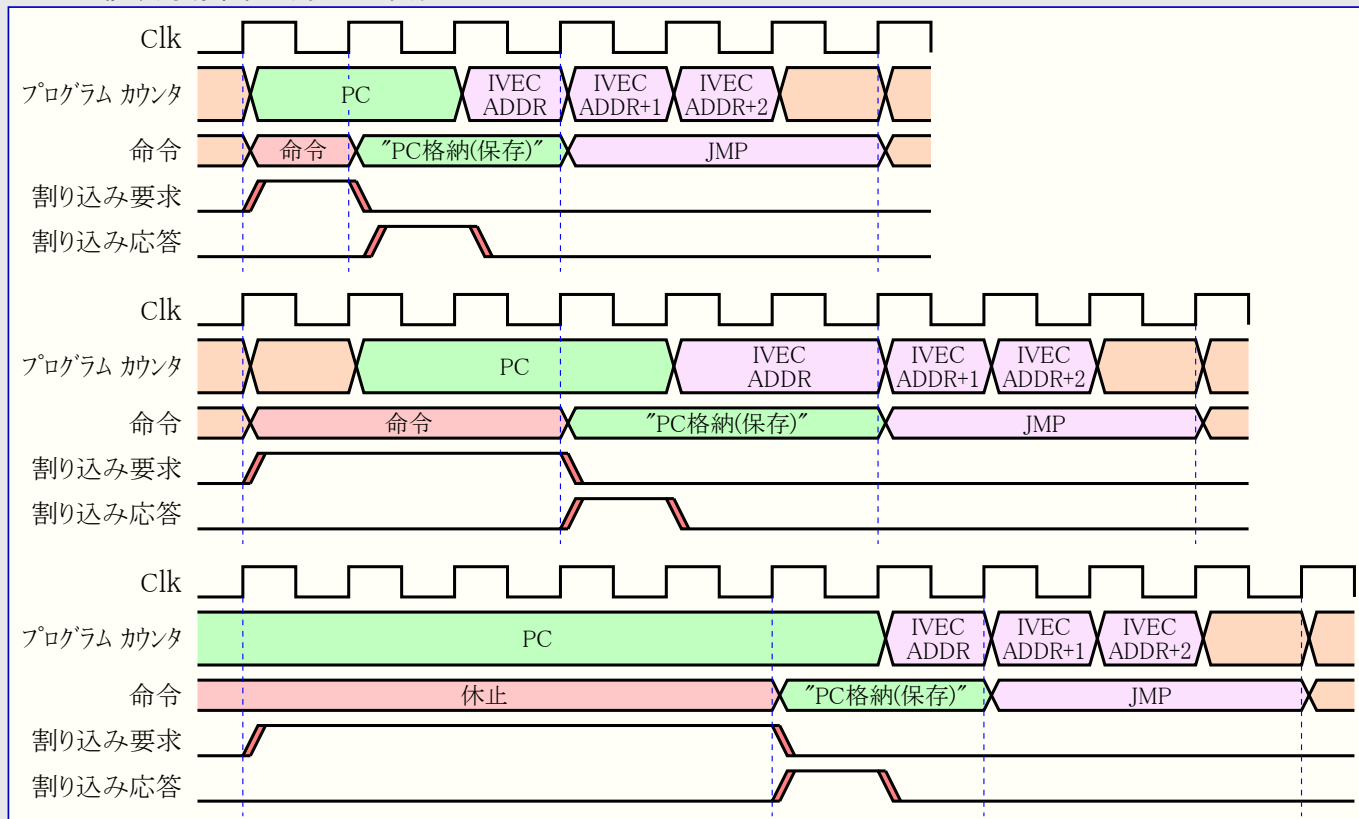 Clk
プログラム カウンタ
PC
IVEC
ADDR
IVEC
ADDR+1
IVEC
ADDR+2
命令
命令
"PC格納(保存)"
JMP
割り込み要求
割り込み応答
Clk
プログラム カウンタ
PC
IVEC
ADDR
IVEC
ADDR+1
IVEC
ADDR+2
命令
命令
"PC格納(保存)"
JMP
割り込み要求
割り込み応答
Clk
プログラム カウンタ
PC
IVEC
ADDR
IVEC
ADDR+1
IVEC
ADDR+2
命令
休止
"PC格納(保存)"
JMP
割り込み要求
割り込み応答